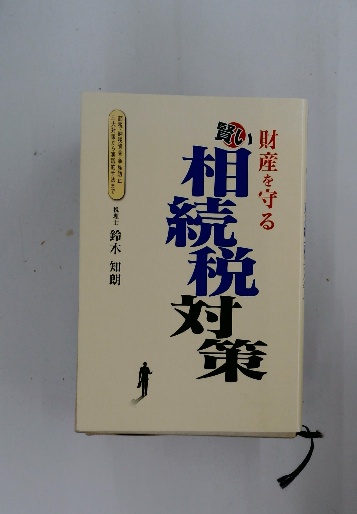 財産を守る
賢い
相続税
対策
税理士 鈴木 知朗